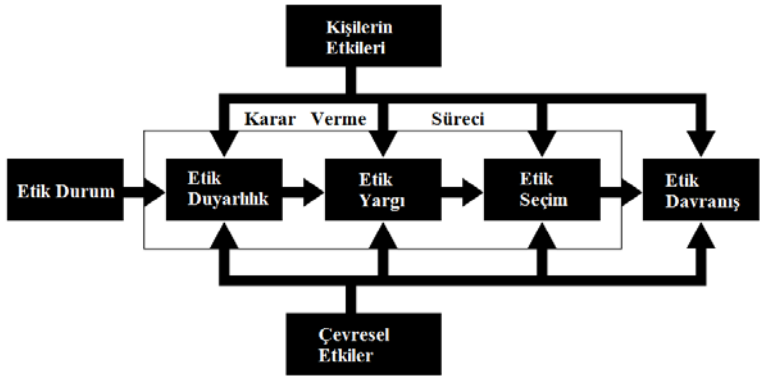 Kişilerin
Etkileri
Karar Verme Süreci
Etik Durum
Etik
Duyarlılık
Etik
Yargı
Etik
Seçim
Etik
Davranış
Çevresel
Etkiler